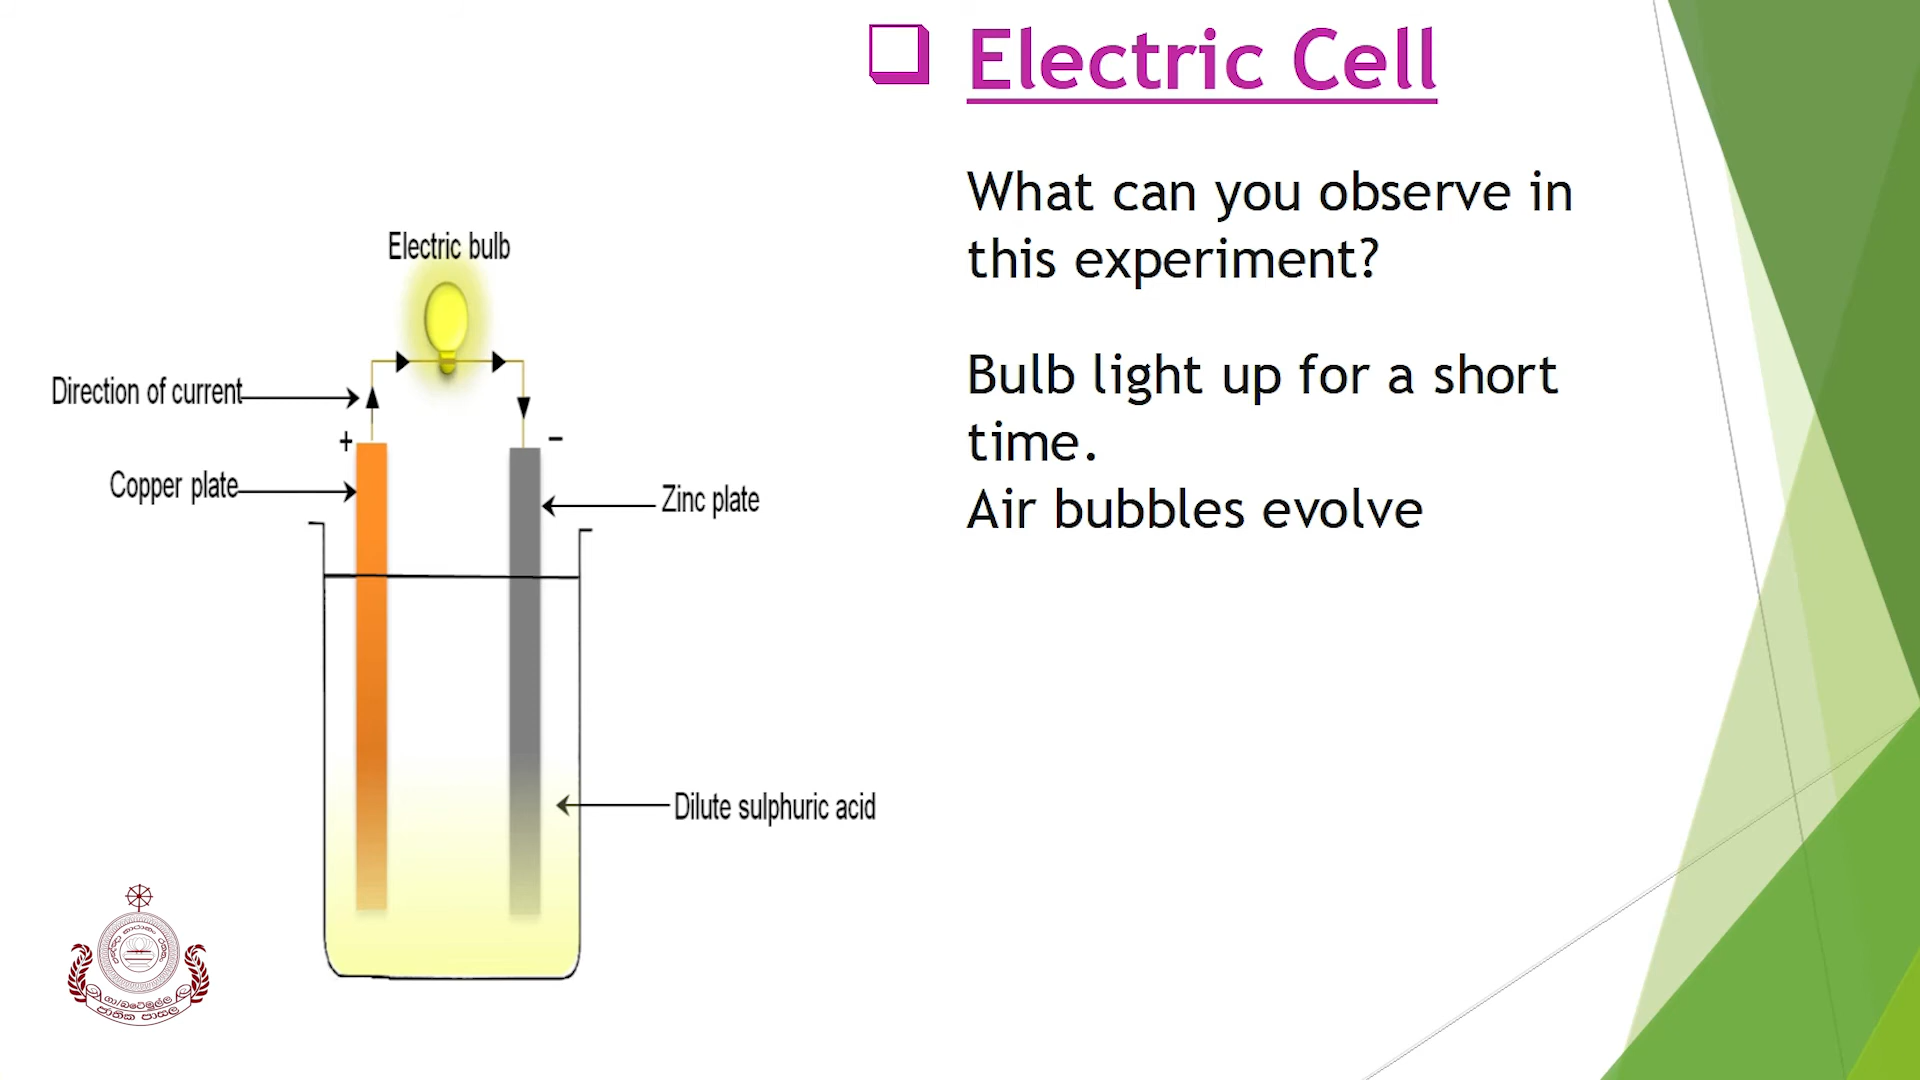 Electric Cell
What can you observe in
this experiment?
Bulb light up for a short
time.
Air bubbles evolve
Electric bulb
Direction of current
+
−
Copper plate
Zinc plate
Dilute sulphuric acid
ජාතික පාසල